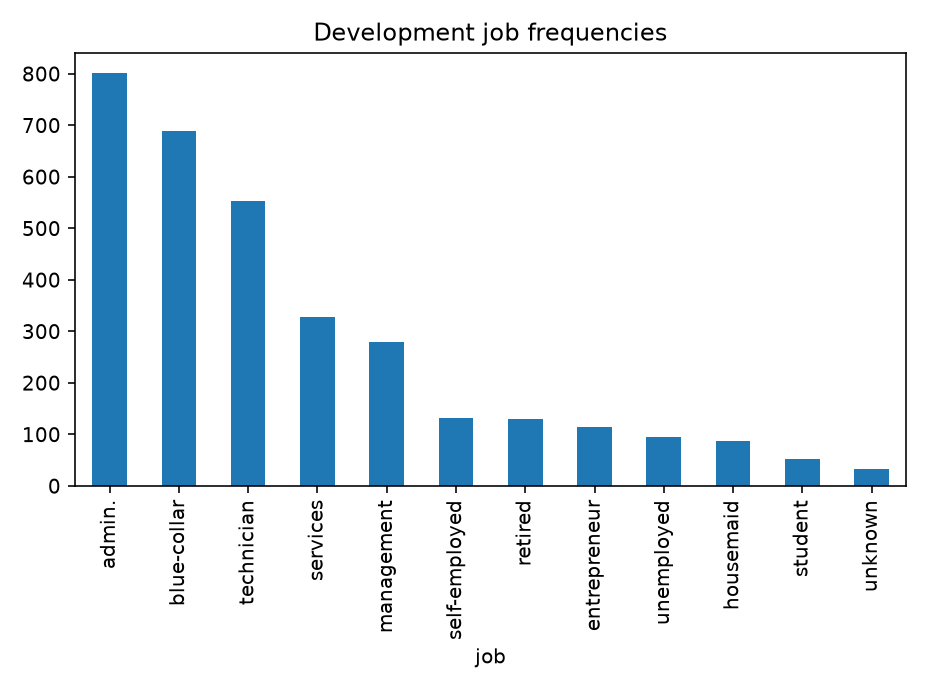 Development job frequencies
800
700
600
500
400
300
200
100
0
admin.
blue-collar
technician
services
management
self-employed
retired
entrepreneur
unemployed
housemaid
student
unknown
job